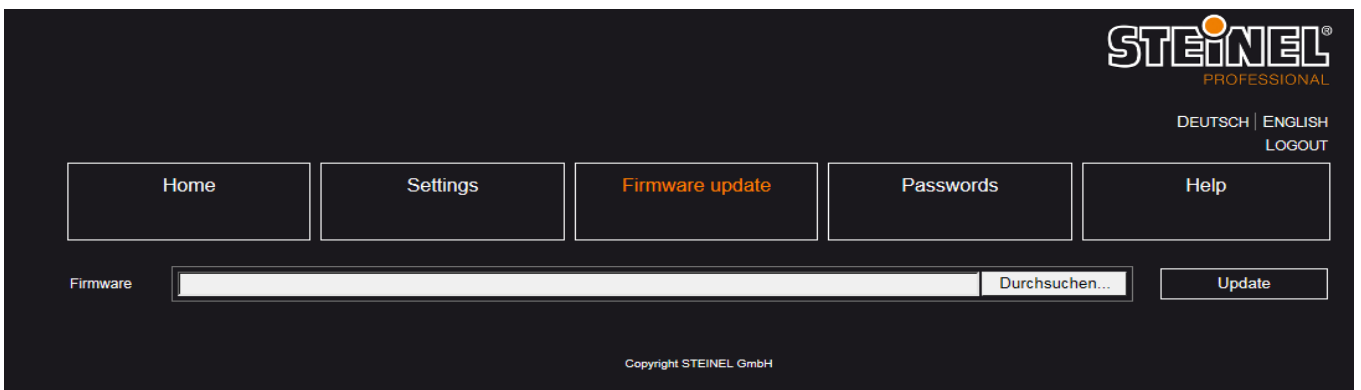 STEINEL®
PROFESSIONAL
DEUTSCH | ENGLISH
LOGOUT
Home Settings Firmware update Passwords Help
Firmware Durchsuchen... Update
Copyright STEINEL GmbH